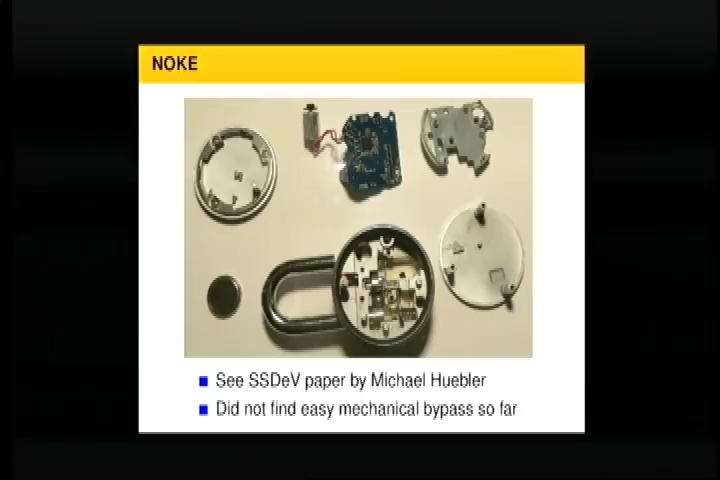 NOKE
See SSDeV paper by Michael Huebler
Did not find easy mechanical bypass so far